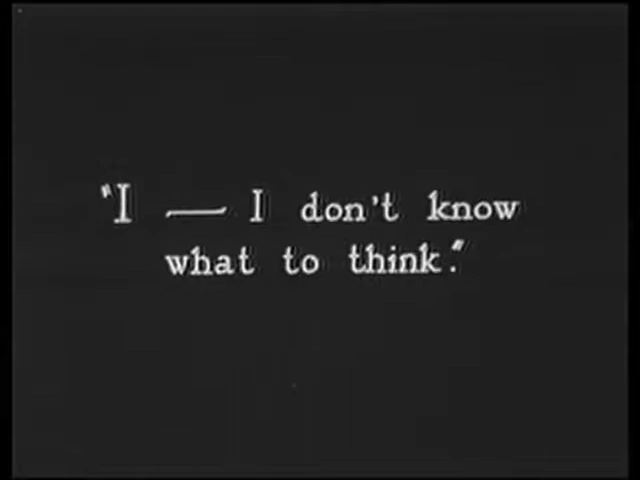 "I — I don't know
what to think."